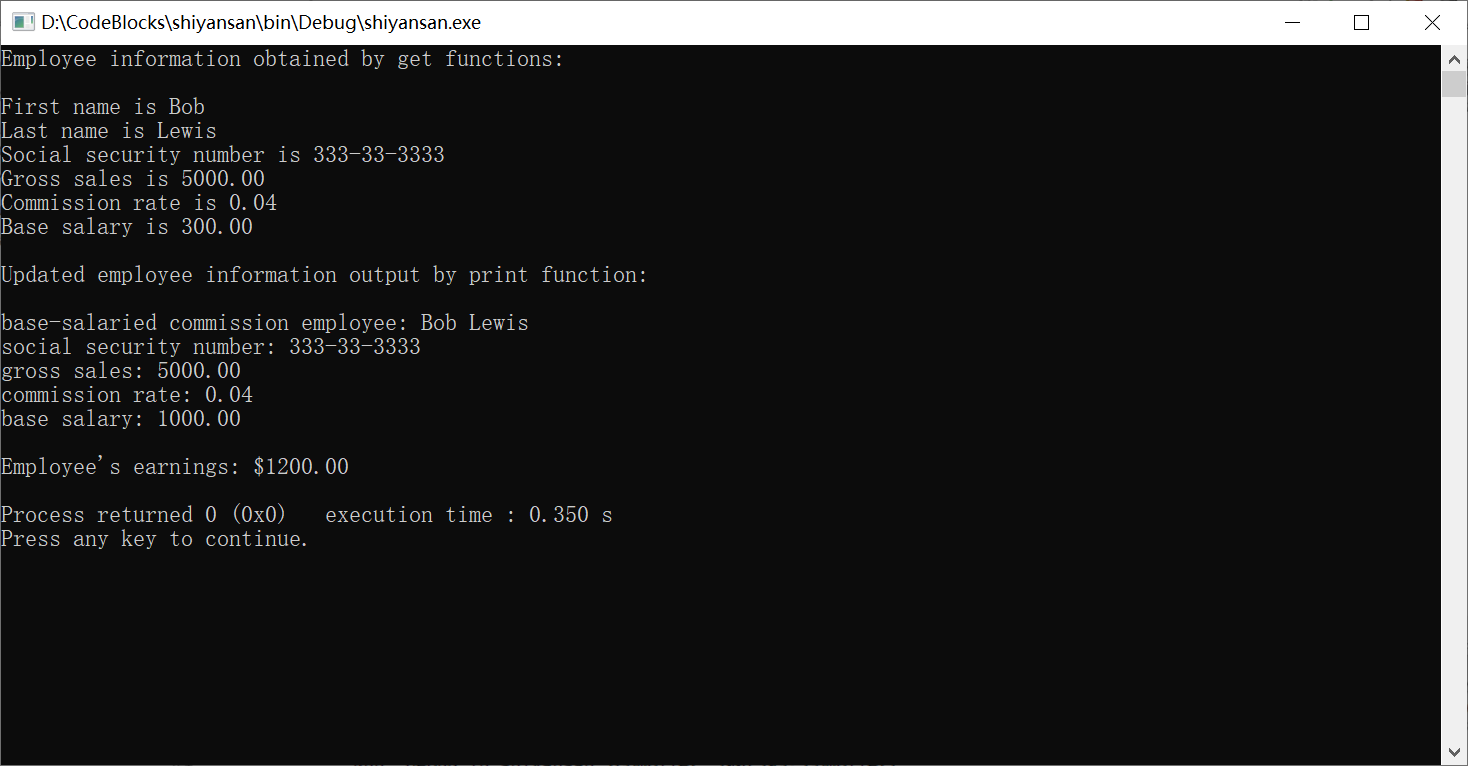 D:\CodeBlocks\shiyansan\bin\Debug\shiyansan.exe
Employee information obtained by get functions:
First name is Bob
Last name is Lewis
Social security number is 333-33-3333
Gross sales is 5000.00
Commission rate is 0.04
Base salary is 300.00
Updated employee information output by print function:
base-salaried commission employee: Bob Lewis
social security number: 333-33-3333
gross sales: 5000.00
commission rate: 0.04
base salary: 1000.00
Employee's earnings: $1200.00
Process returned 0 (0x0)   execution time : 0.350 s
Press any key to continue.